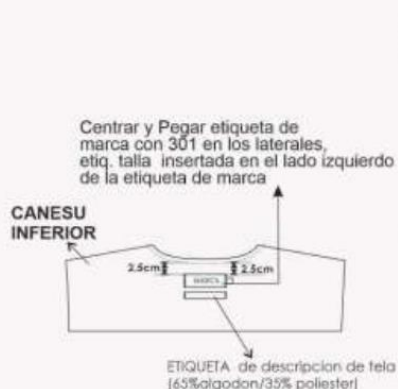 Centrar y Pegar etiqueta de
marca con 301 en los laterales,
etiq. talla insertada en el lado izquierdo
de la etiqueta de marca
CANESU
INFERIOR
2.5cm
2.5cm
MARCA
ETIQUETA de descripcion de tela
(65%algodon/35% poliester)